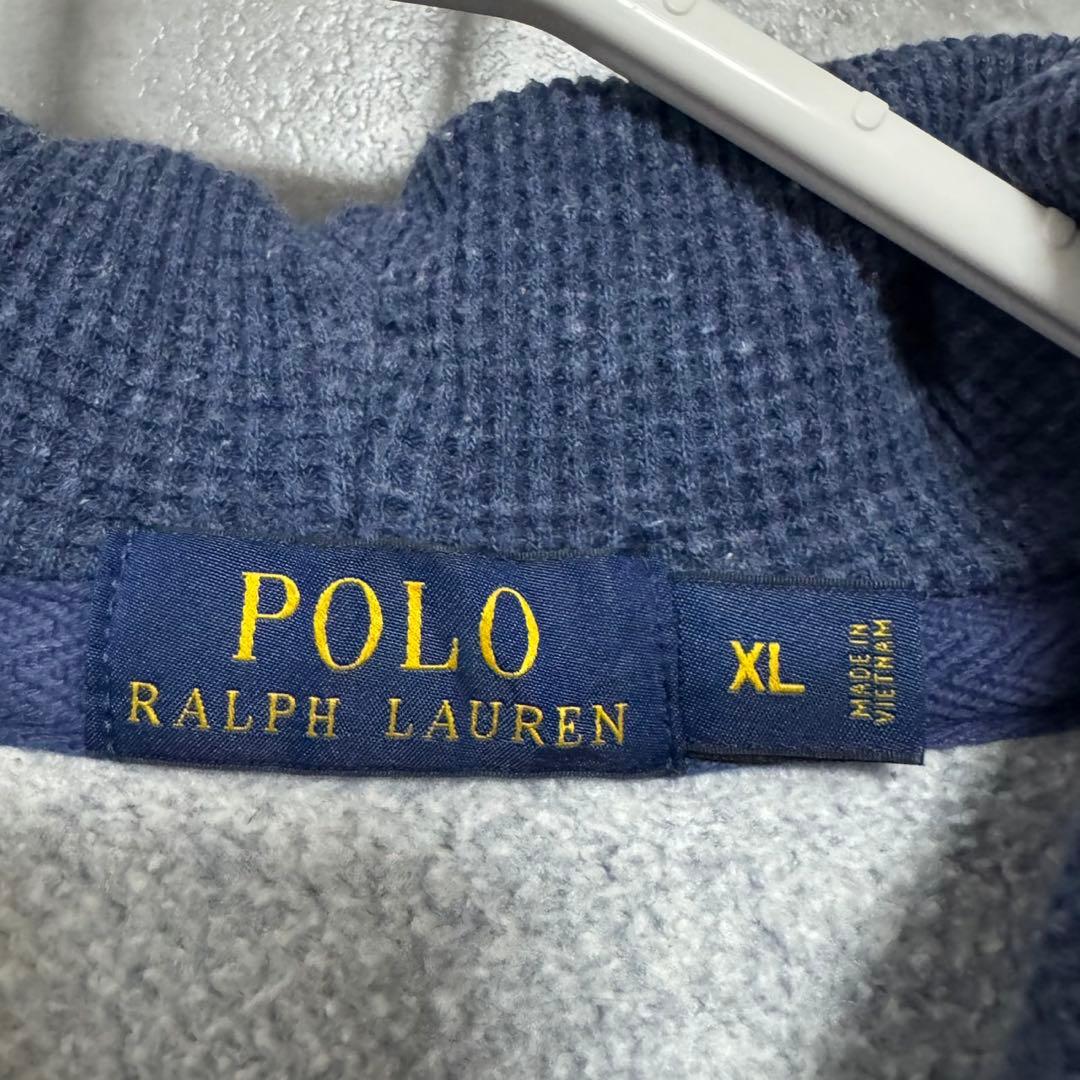 POLO
RALPH LAUREN
XL
MADE IN
VIETNAM